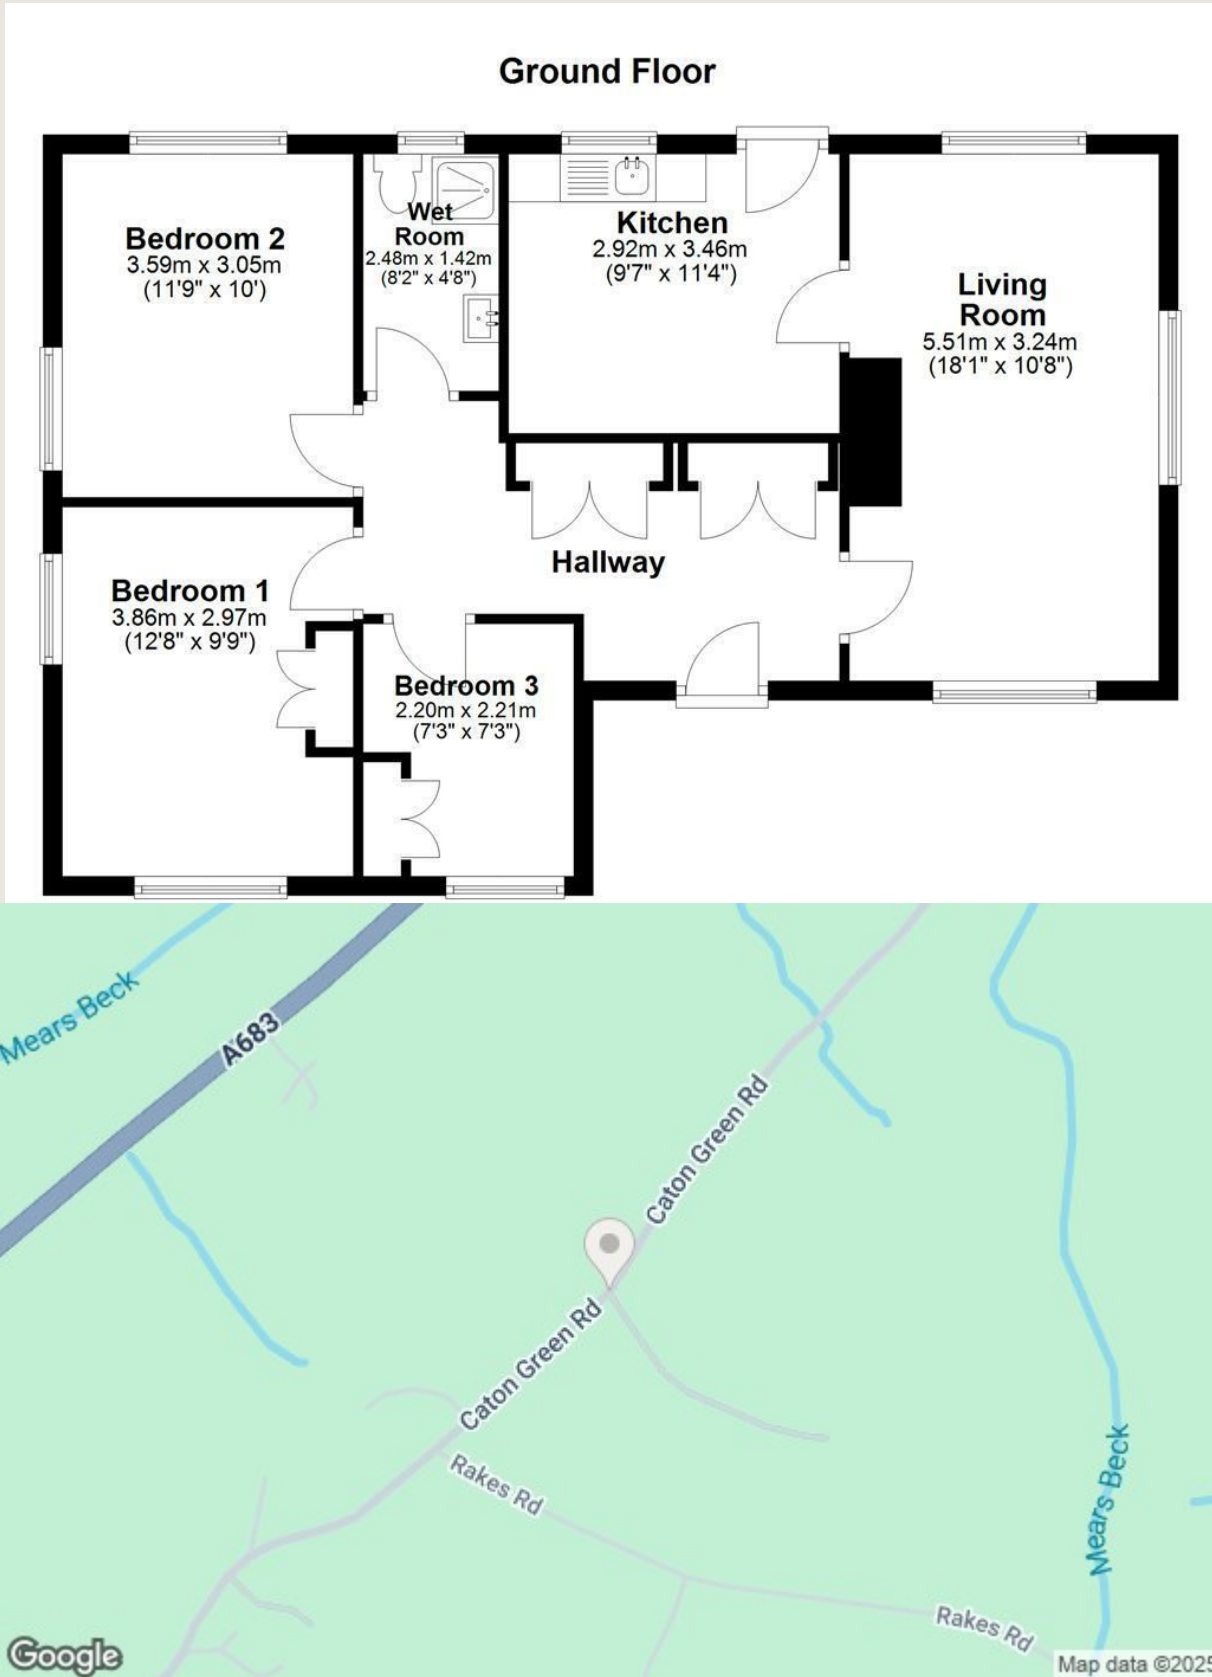 Ground Floor
Bedroom 2
3.59m x 3.05m
(11'9" x 10')
Wet
Room
2.48m x 1.42m
(8'2" x 4'8")
Kitchen
2.92m x 3.46m
(9'7" x 11'4")
Living
Room
5.51m x 3.24m
(18'1" x 10'8")
Hallway
Bedroom 1
3.86m x 2.97m
(12'8" x 9'9")
Bedroom 3
2.20m x 2.21m
(7'3" x 7'3")
Mears Beck
A683
Caton Green Rd
Caton Green Rd
Rakes Rd
Mears Beck
Rakes Rd
Google
Map data ©2025